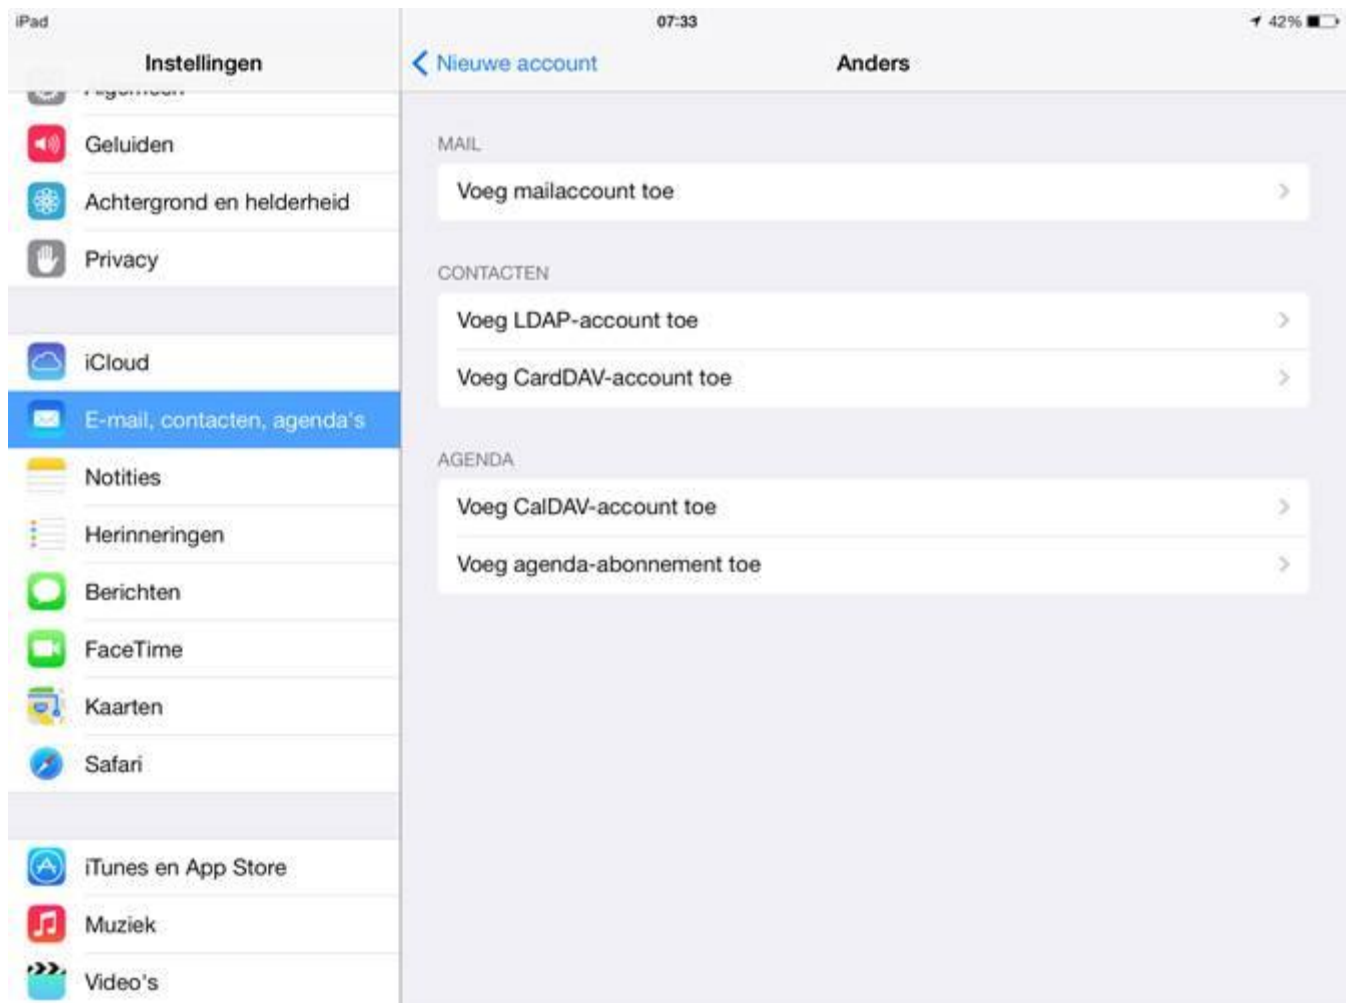 iPad
07:33
42%
Instellingen
Nieuwe account
Anders
Algemeen
Geluiden
Achtergrond en helderheid
Privacy
iCloud
E-mail, contacten, agenda's
Notities
Herinneringen
Berichten
FaceTime
Kaarten
Safari
iTunes en App Store
Muziek
Video's
MAIL
Voeg mailaccount toe
CONTACTEN
Voeg LDAP-account toe
Voeg CardDAV-account toe
AGENDA
Voeg CalDAV-account toe
Voeg agenda-abonnement toe